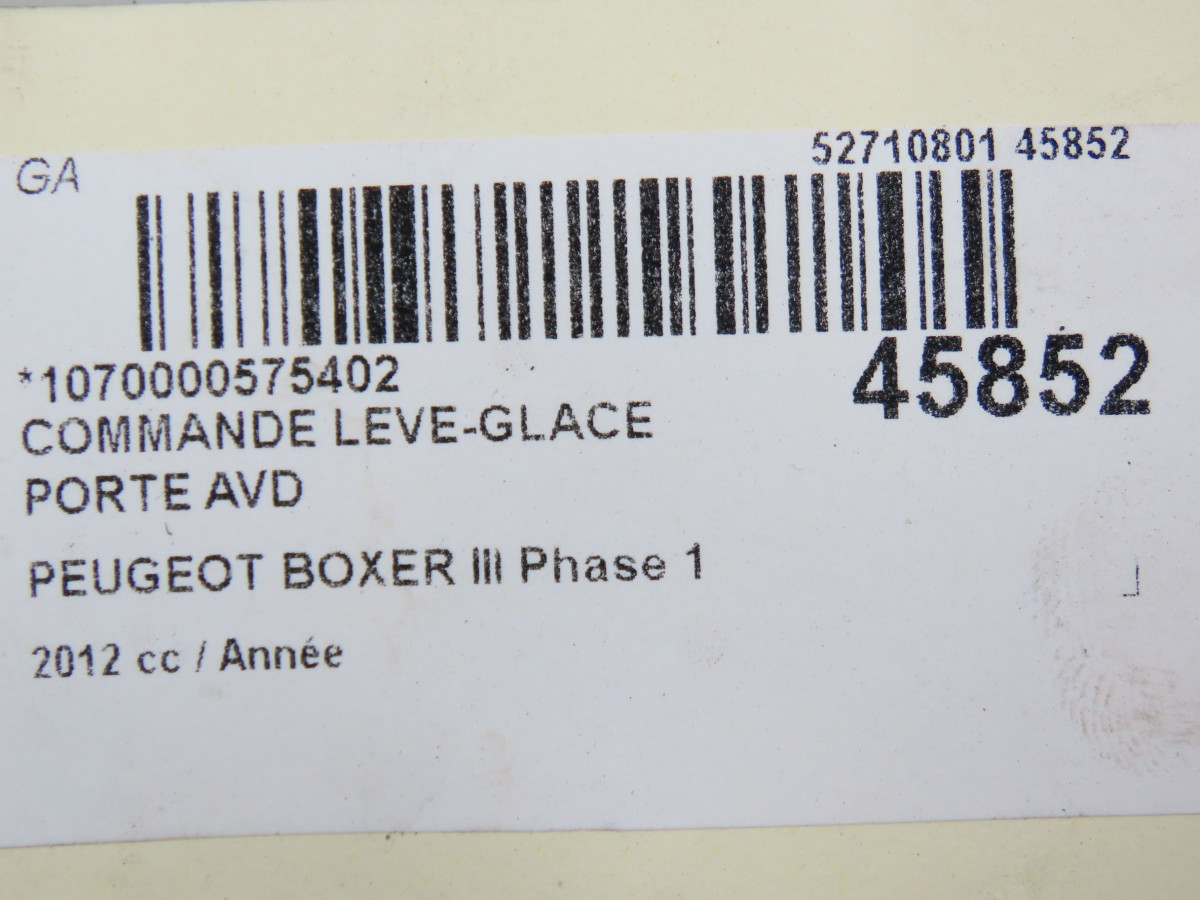 52710801 45852
GA
*1070000575402
45852
COMMANDE LEVE-GLACE
PORTE AVD
PEUGEOT BOXER III Phase 1
2012 cc / Année